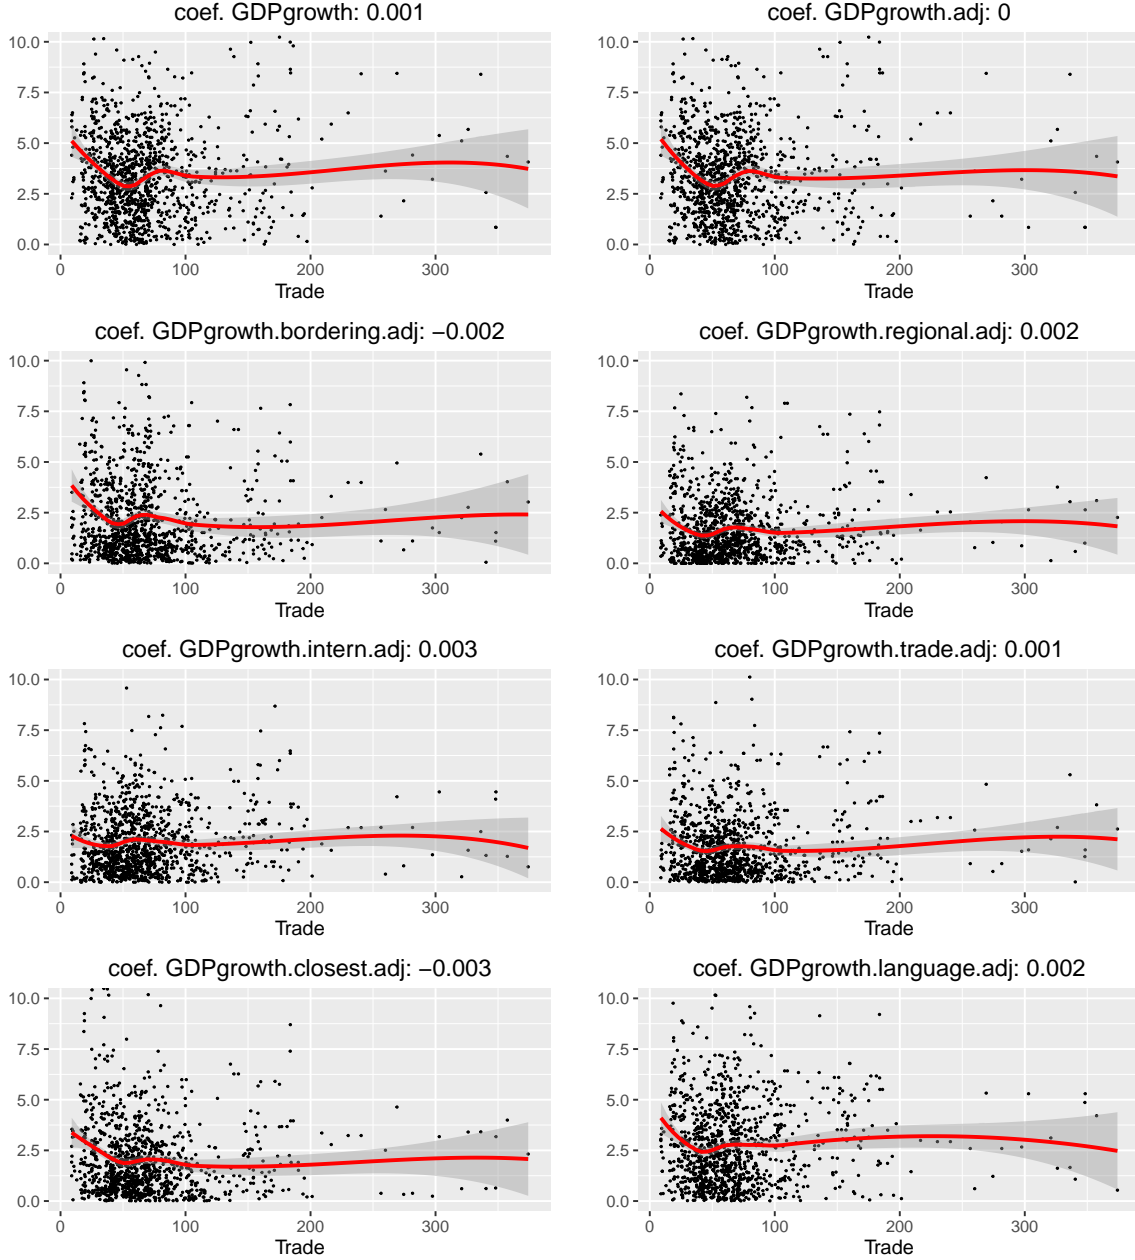 coef. GDPgrowth: 0.001
10.0
7.5
5.0
2.5
0.0
0 100 200 300
Trade
coef. GDPgrowth.adj: 0
10.0
7.5
5.0
2.5
0.0
0 100 200 300
Trade
coef. GDPgrowth.bordering.adj: −0.002
10.0
7.5
5.0
2.5
0.0
0 100 200 300
Trade
coef. GDPgrowth.regional.adj: 0.002
10.0
7.5
5.0
2.5
0.0
0 100 200 300
Trade
coef. GDPgrowth.intern.adj: 0.003
10.0
7.5
5.0
2.5
0.0
0 100 200 300
Trade
coef. GDPgrowth.trade.adj: 0.001
10.0
7.5
5.0
2.5
0.0
0 100 200 300
Trade
coef. GDPgrowth.closest.adj: −0.003
10.0
7.5
5.0
2.5
0.0
0 100 200 300
Trade
coef. GDPgrowth.language.adj: 0.002
10.0
7.5
5.0
2.5
0.0
0 100 200 300
Trade